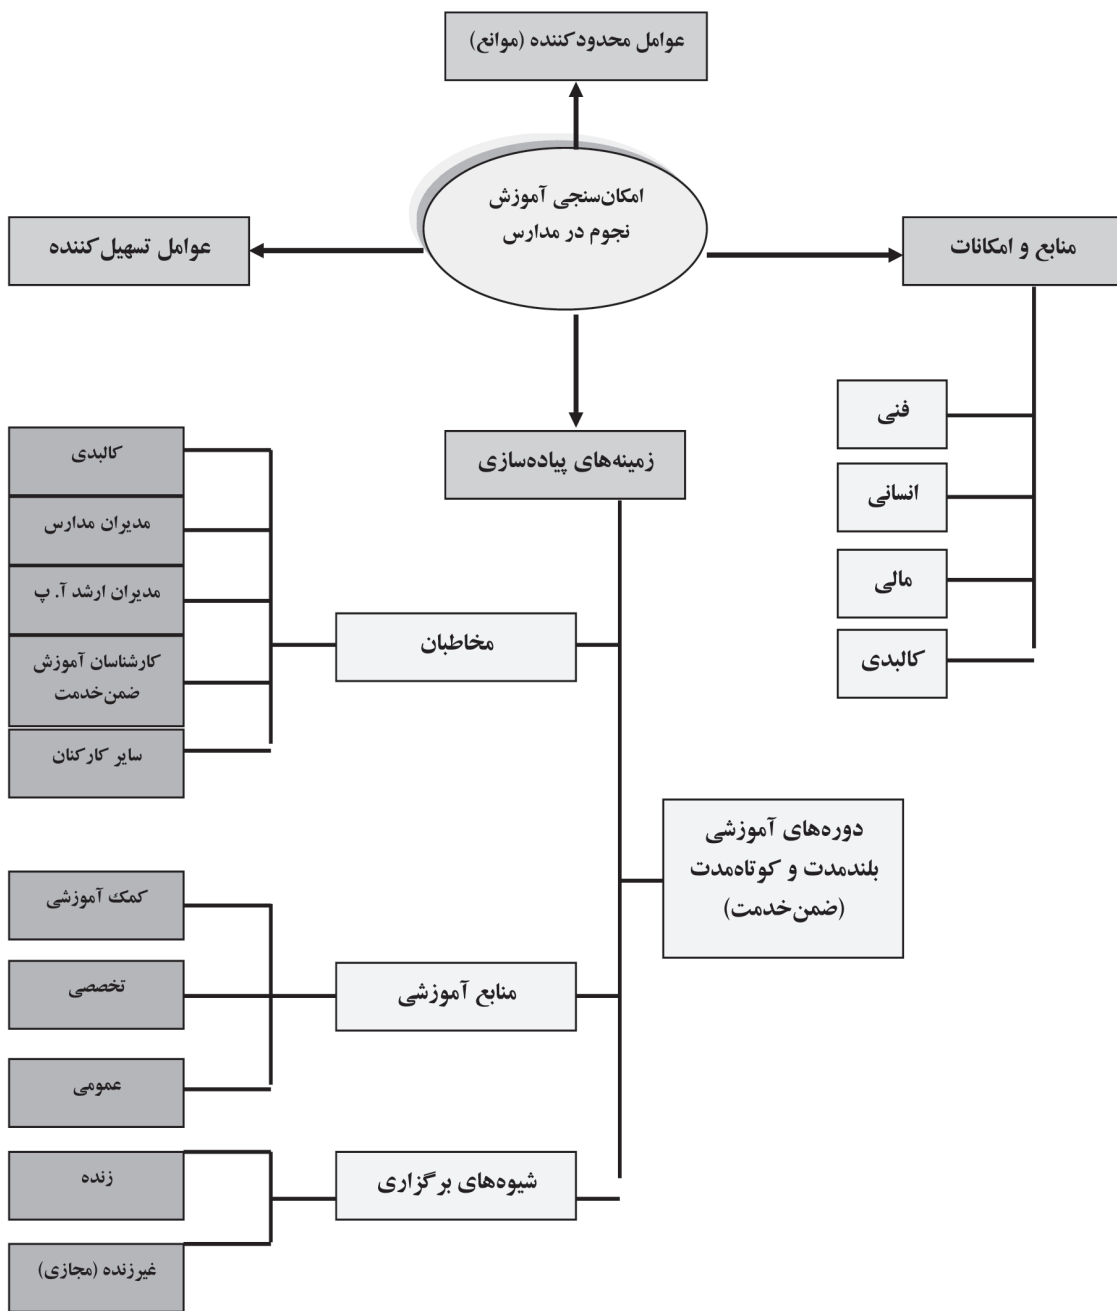 عوامل محدودکننده (موانع)
امکان‌سنجی آموزش
نجوم در مدارس
منابع و امکانات
عوامل تسهیل‌کننده
فنی
انسانی
مالی
کالبدی
زمینه‌های پیاده‌سازی
مخاطبان
کالبدی
مدیران مدارس
مدیران ارشد آ. پ
کارشناسان آموزش
ضمن‌خدمت
سایر کارکنان
دوره‌های آموزشی
بلندمدت و کوتاه‌مدت
(ضمن‌خدمت)
منابع آموزشی
کمک آموزشی
تخصصی
عمومی
شیوه‌های برگزاری
زنده
غیرزنده (مجازی)